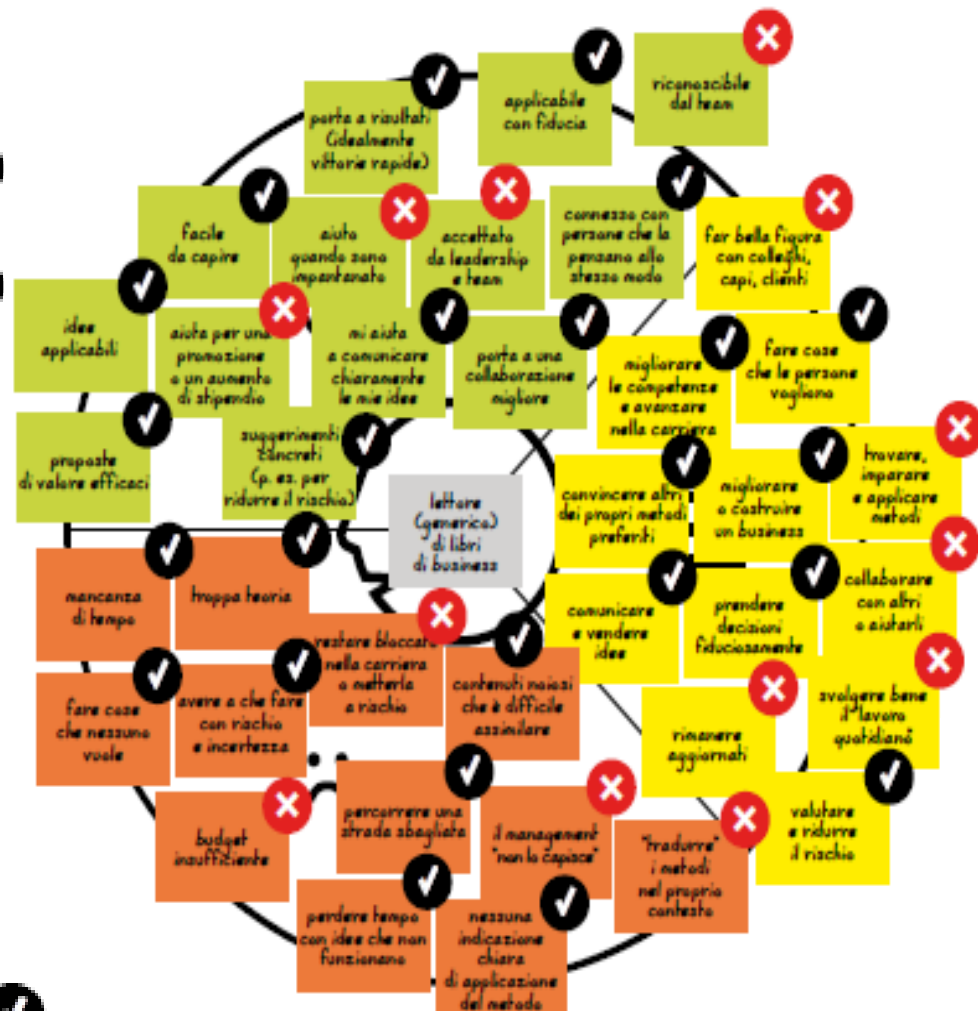 riconoscibile
dal team
applicabile
con fiducia
porta a risultati
(idealmente
vittorie rapide)
facile
da capire
aiuto
quando sono
impantanato
accettato
da leadership
e team
connesso con
persone che la
pensano allo
stesso modo
far bella figura
con colleghi,
capi, clienti
idee
applicabili
aiuta per una
promozione
o un aumento
di stipendio
mi aiuta
a comunicare
chiaramente
le mie idee
porta a una
collaborazione
migliore
migliorare
le competenze
e avanzare
nella carriera
fare cose
che le persone
vogliono
proposte
di valore efficaci
suggerimenti
concreti
(p. es. per
ridurre il rischio)
lettore
(generico)
di libri
di business
convincere altri
dei propri metodi
preferiti
migliorare
o costruire
un business
trovare,
imparare
e applicare
metodi
mancanza
di tempo
troppa teoria
restare bloccato
nella carriera
o metterla
a rischio
contenuti noiosi
che è difficile
assimilare
comunicare
e vendere
idee
prendere
decisioni
fiduciosamente
collaborare
con altri
o aiutarli
fare cose
che nessuno
vuole
avere a che fare
con rischio
e incertezza
rimanere
aggiornati
svolgere bene
il "lavoro
quotidiano"
budget
insufficiente
percorrere una
strada sbagliata
il management
"non lo capisce"
"tradurre"
i metodi
nel proprio
contesto
valutare
e ridurre
il rischio
perdere tempo
con idee che non
funzionano
nessuna
indicazione
chiara
di applicazione
del metodo